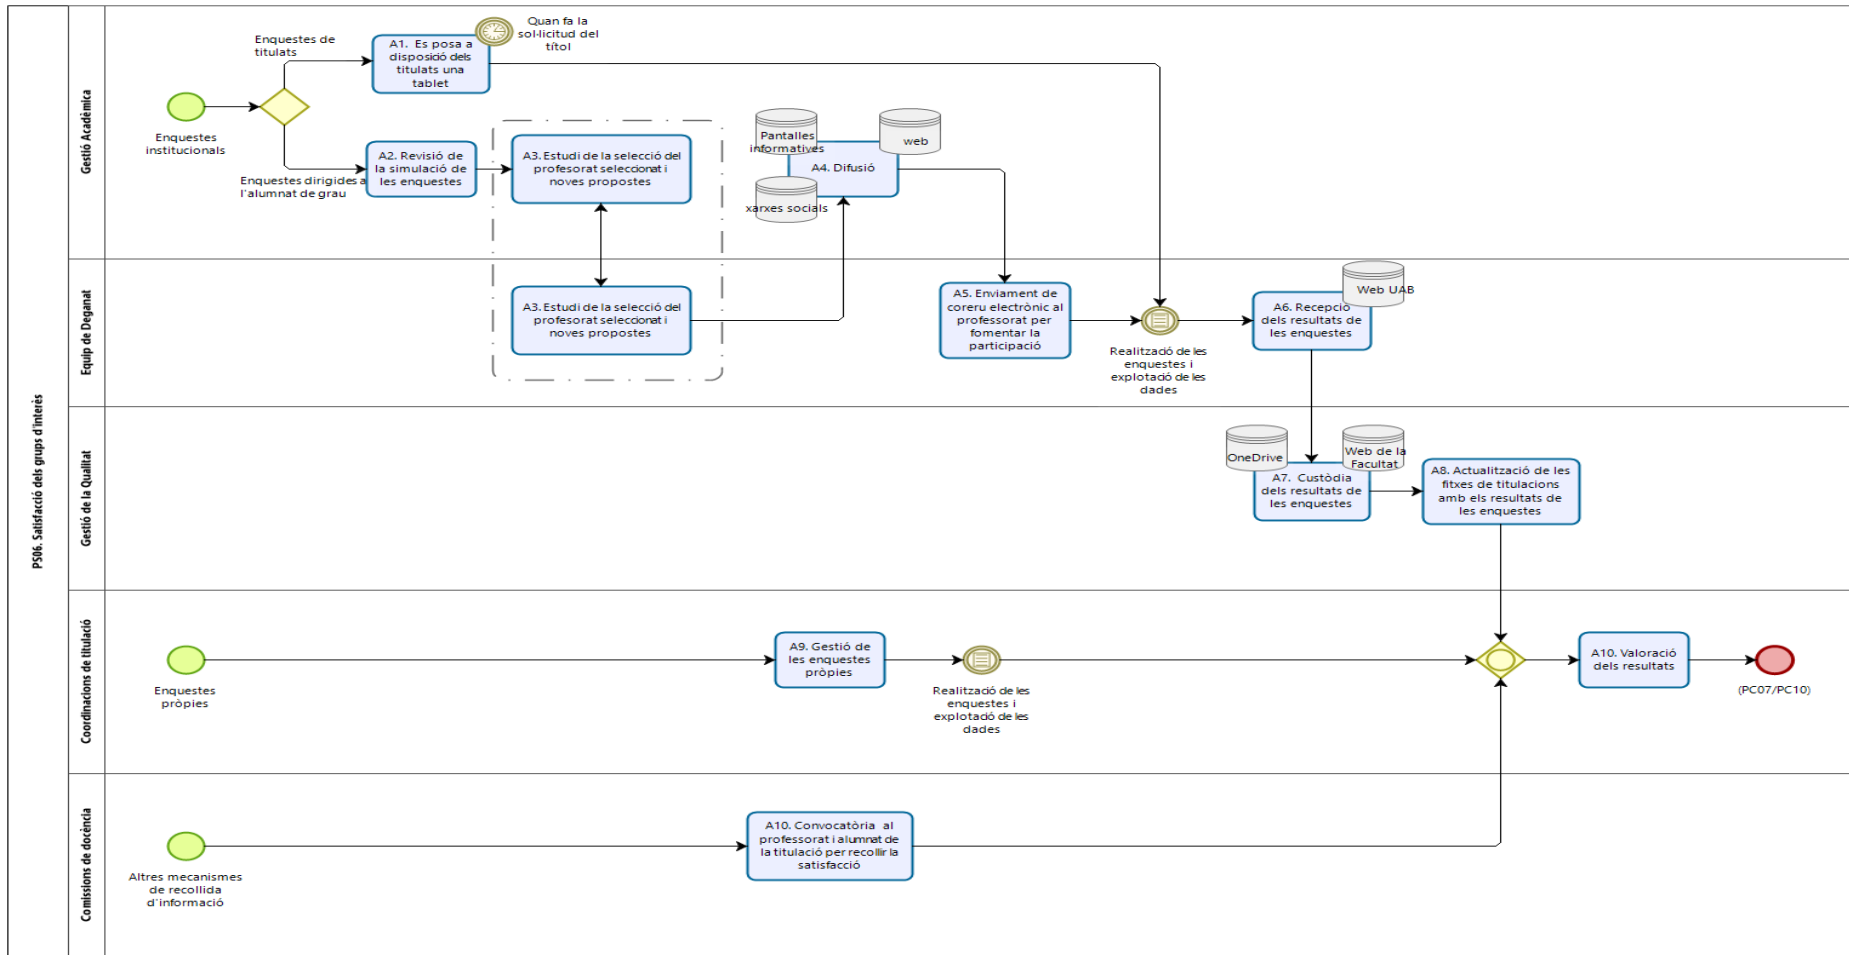 PS06. Satisfacció dels grups d'interès
Gestió Acadèmica
Enquestes
institucionals
Enquestes de
titulats
Enquestes dirigides a
l'alumnat de grau
A1. Es posa a
disposició dels
titulats una
tablet
Quan fa la
sol·licitud del
títol
A2. Revisió de
la simulació de
les enquestes
A3. Estudi de la selecció del
profesorat seleccionat i
noves propostes
Pantalles
informatives
web
A4. Difusió
xarxes socials
Equip de Deganat
A3. Estudi de la selecció del
profesorat seleccionat i
noves propostes
A5. Enviament de
coreru electrònic al
professorat per
fomentar la
participació
Realització de les
enquestes i
explotació de les
dades
A6. Recepció
dels resultats de
les enquestes
Web UAB
Gestió de la Qualitat
OneDrive
Web de la
Facultat
A7. Custòdia
dels resultats de
les enquestes
A8. Actualització de les
fitxes de titulacions
amb els resultats de
les enquestes
Coordinacions de titulació
Enquestes
pròpies
A9. Gestió de
les enquestes
pròpies
Realització de les
enquestes i
explotació de les
dades
A10. Valoració
dels resultats
(PC07/PC10)
Comissions de docència
Altres mecanismes
de recollida
d'informació
A10. Convocatòria al
professorat i alumnat de
la titulació per recollir la
satisfacció